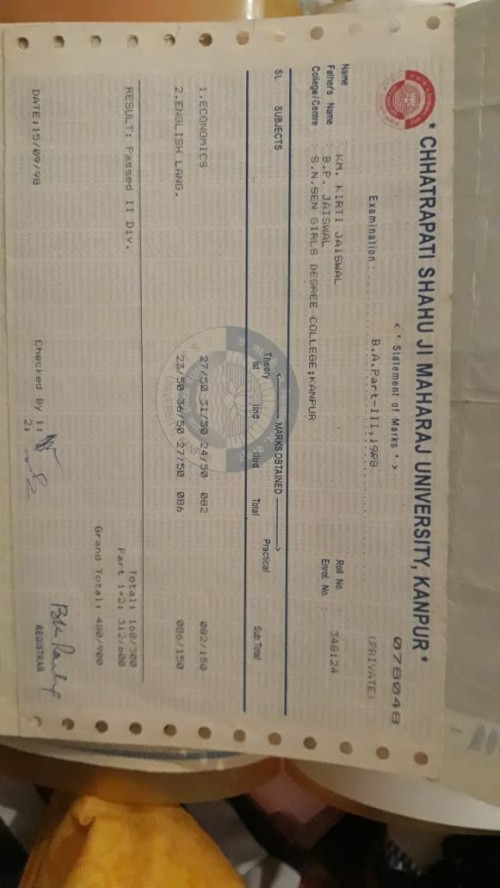 * CHHATRAPATI SHAHU JI MAHARAJ UNIVERSITY, KANPUR *
< ' Statement of Marks ' >
078048
Examination : B.A.Part-III,1998 (PRIVATE)
Name : KM. KIRTI JAISWAL Roll No. : 348124
Father's Name : B.P. JAISWAL Enrol. No.
College/Centre : S.N.SEN GIRLS DEGREE COLLEGE;KANPUR
SL SUBJECTS <— MARKS OBTAINED —>
Theory Practical Sub.Total
Ist IInd IIIrd Total
1.ECONOMICS 27/50 31/50 24/50 082 082/150
2.ENGLISH LANG. 23/50 36/50 27/50 086 086/150
RESULT: Passed II Div. Total: 168/300
Part 1+2: 312/600
Grand Total: 480/900
Checked By 1:
2:
DATE:15/09/98 REGISTRAR